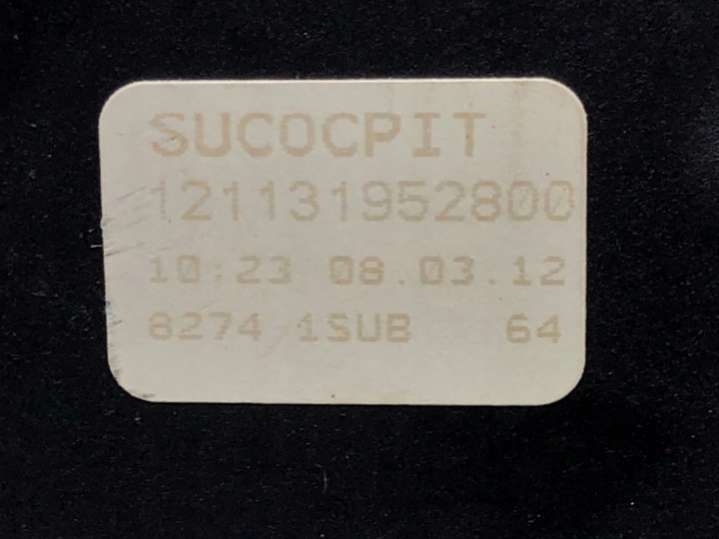 SUCOCPIT
121131952800
10:23 08.03.12
8274 1SUB 64